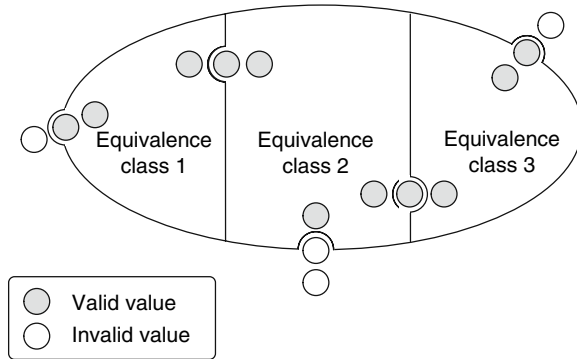 Equivalence
class 1
Equivalence
class 2
Equivalence
class 3
Valid value
Invalid value